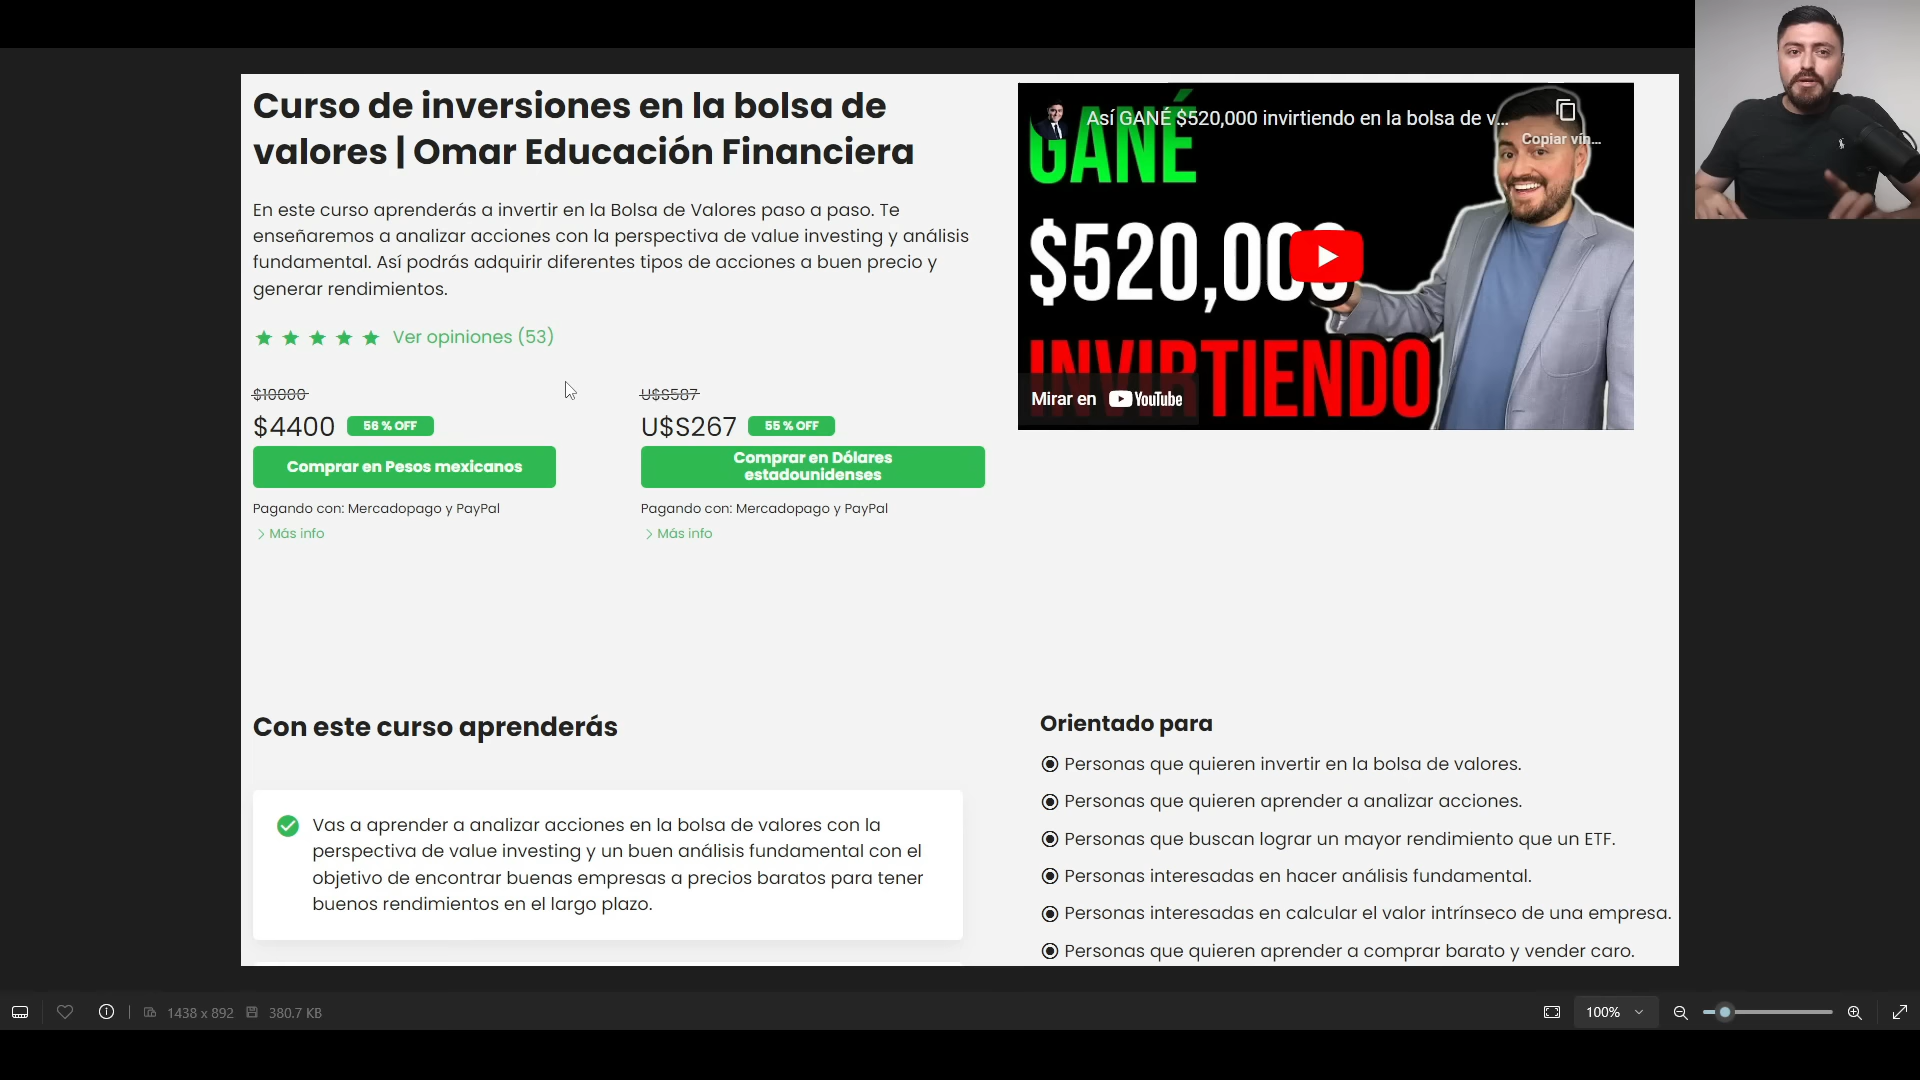 Curso de inversiones en la bolsa de
valores | Omar Educación Financiera
En este curso aprenderás a invertir en la Bolsa de Valores paso a paso. Te
enseñaremos a analizar acciones con la perspectiva de value investing y análisis
fundamental. Así podrás adquirir diferentes tipos de acciones a buen precio y
generar rendimientos.
Ver opiniones (53)
$10000
$4400 56 % OFF
Comprar en Pesos mexicanos
Pagando con: Mercadopago y PayPal
Más info
U$S587
U$S267 55 % OFF
Comprar en Dólares
estadounidenses
Pagando con: Mercadopago y PayPal
Más info
Así GANÉ $520,000 invirtiendo en la bolsa de v...
Copiar vín...
GANÉ
$520,000
INVIRTIENDO
Mirar en YouTube
Con este curso aprenderás
Vas a aprender a analizar acciones en la bolsa de valores con la
perspectiva de value investing y un buen análisis fundamental con el
objetivo de encontrar buenas empresas a precios baratos para tener
buenos rendimientos en el largo plazo.
Orientado para
Personas que quieren invertir en la bolsa de valores.
Personas que quieren aprender a analizar acciones.
Personas que buscan lograr un mayor rendimiento que un ETF.
Personas interesadas en hacer análisis fundamental.
Personas interesadas en calcular el valor intrínseco de una empresa.
Personas que quieren aprender a comprar barato y vender caro.
1438 x 892 380.7 KB
100%